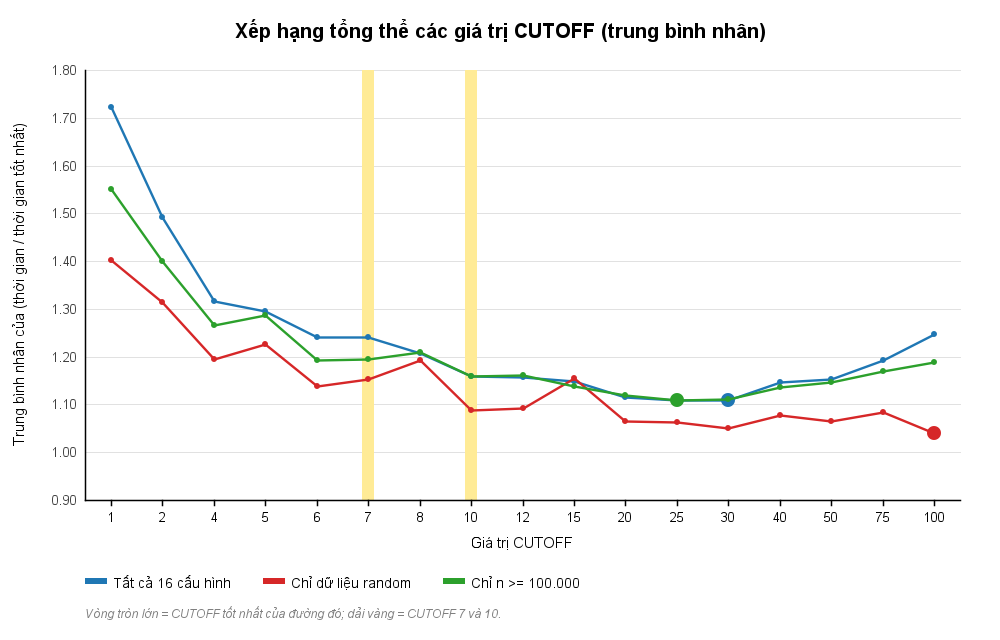 Xếp hạng tổng thể các giá trị CUTOFF (trung bình nhân)
Trung bình nhân của (thời gian / thời gian tốt nhất)
1.80
1.70
1.60
1.50
1.40
1.30
1.20
1.10
1.00
0.90
1 2 4 5 6 7 8 10 12 15 20 25 30 40 50 75 100
Giá trị CUTOFF
Tất cả 16 cấu hình Chỉ dữ liệu random Chỉ n >= 100.000
Vòng tròn lớn = CUTOFF tốt nhất của đường đó; dải vàng = CUTOFF 7 và 10.